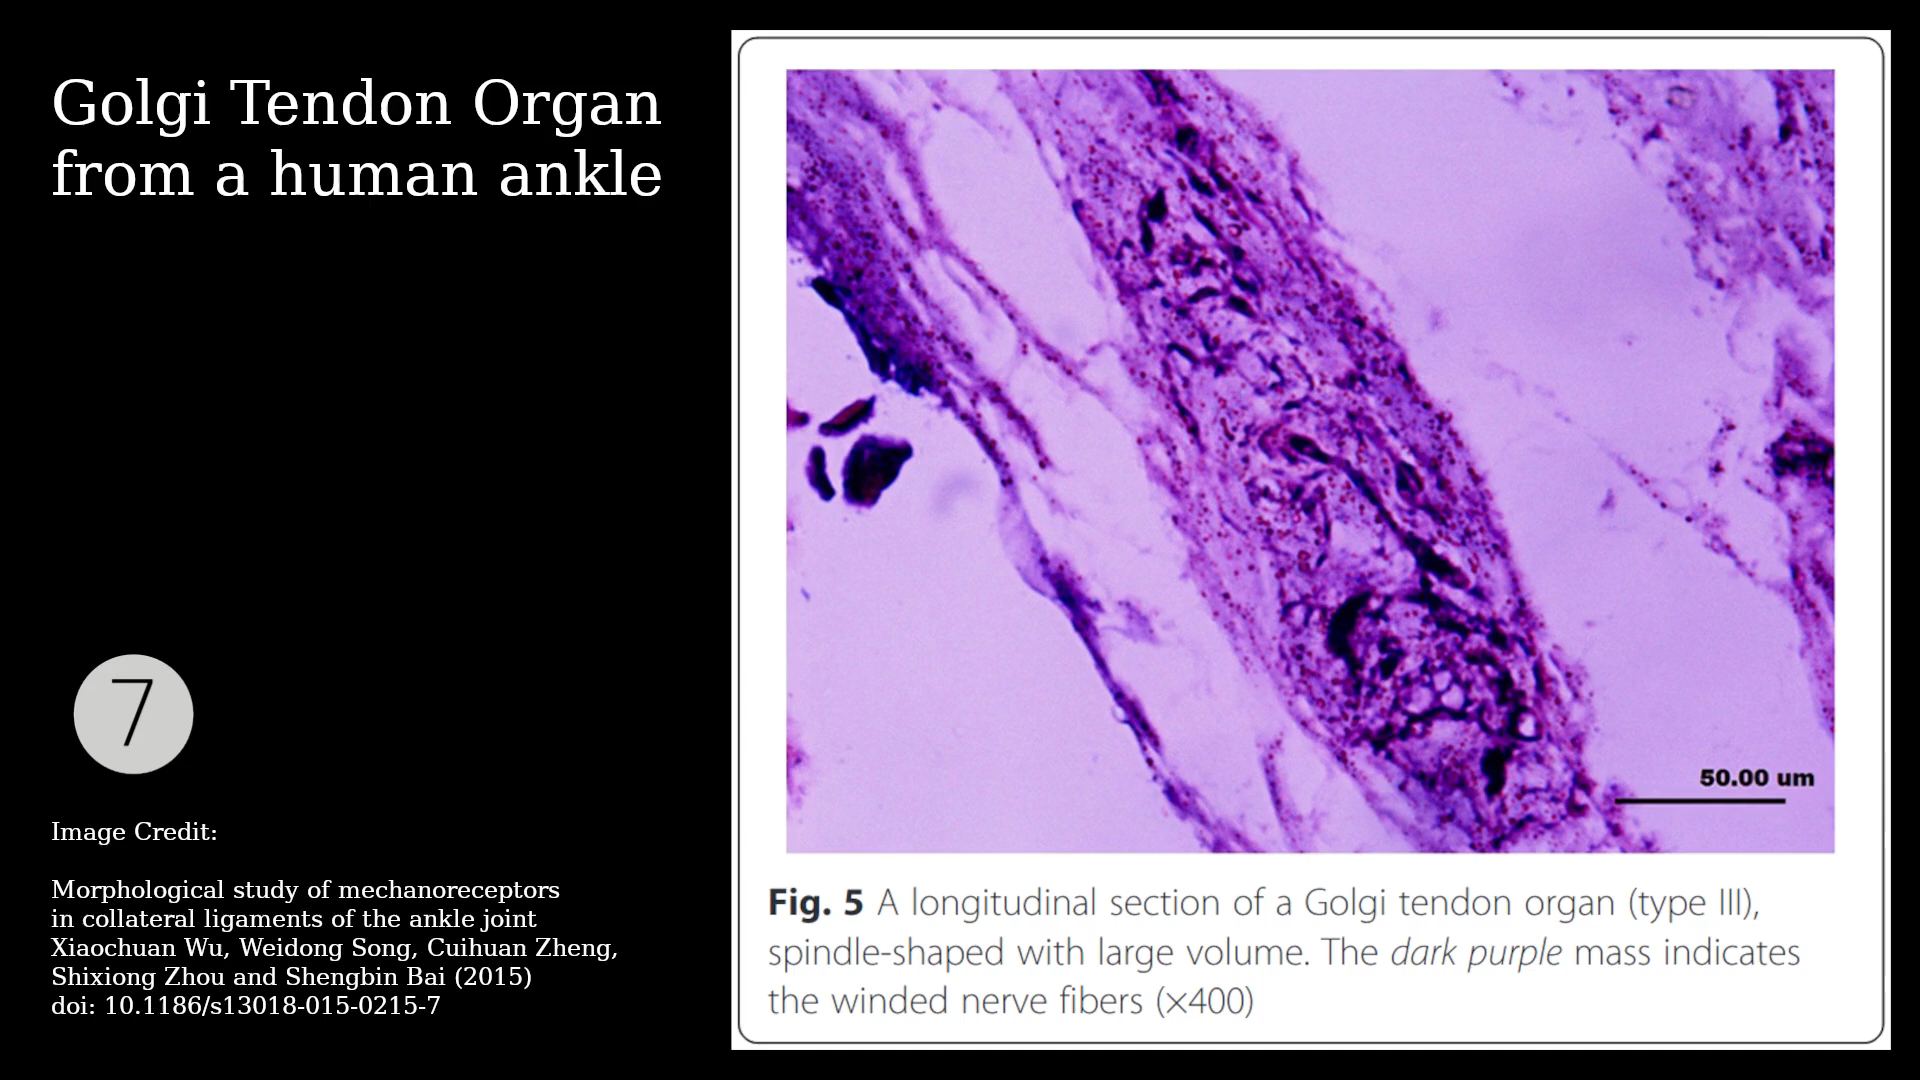 Golgi Tendon Organ
from a human ankle
7
Image Credit:
Morphological study of mechanoreceptors
in collateral ligaments of the ankle joint
Xiaochuan Wu, Weidong Song, Cuihuan Zheng,
Shixiong Zhou and Shengbin Bai (2015)
doi: 10.1186/s13018-015-0215-7
50.00 um
Fig. 5 A longitudinal section of a Golgi tendon organ (type III),
spindle-shaped with large volume. The dark purple mass indicates
the winded nerve fibers (×400)